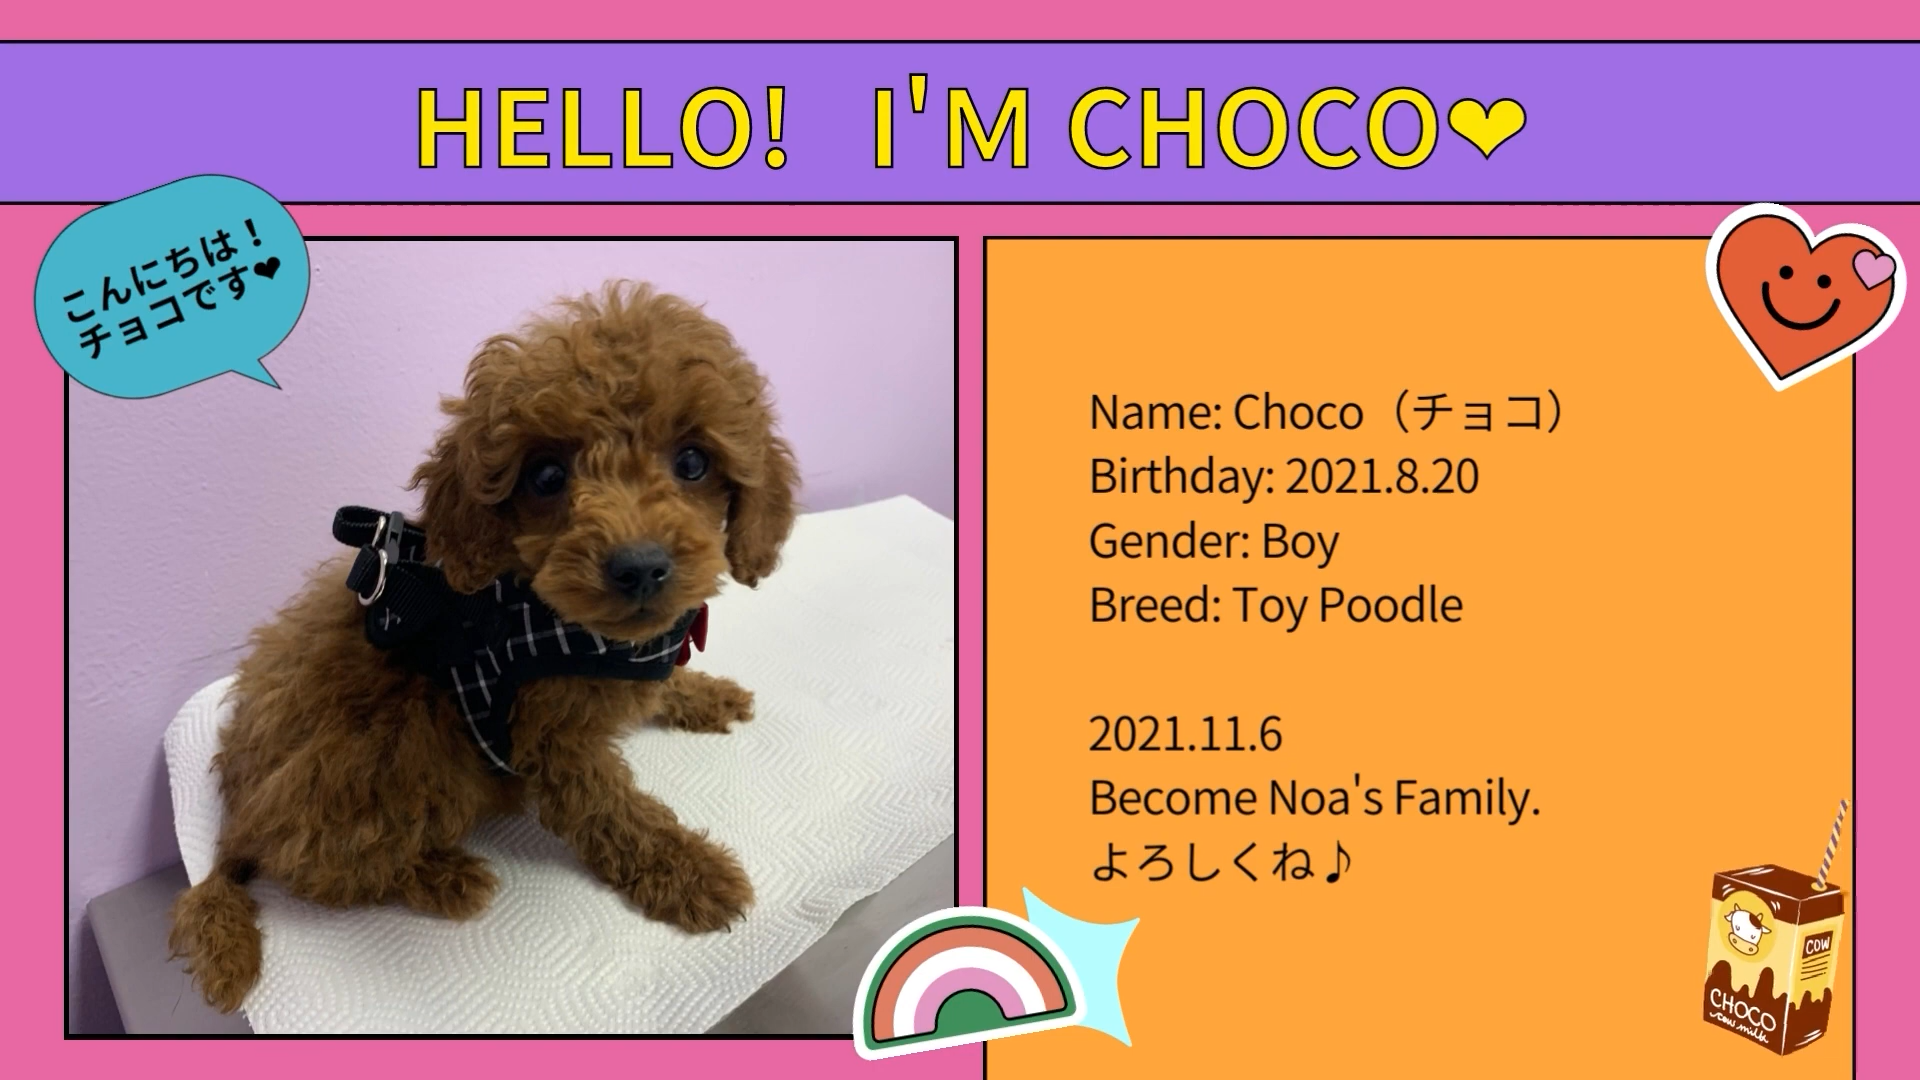 HELLO! I'M CHOCO❤
こんにちは！
チョコです❤
Name: Choco（チョコ）
Birthday: 2021.8.20
Gender: Boy
Breed: Toy Poodle
2021.11.6
Become Noa's Family.
よろしくね♪
COW
CHOCO
cow milk